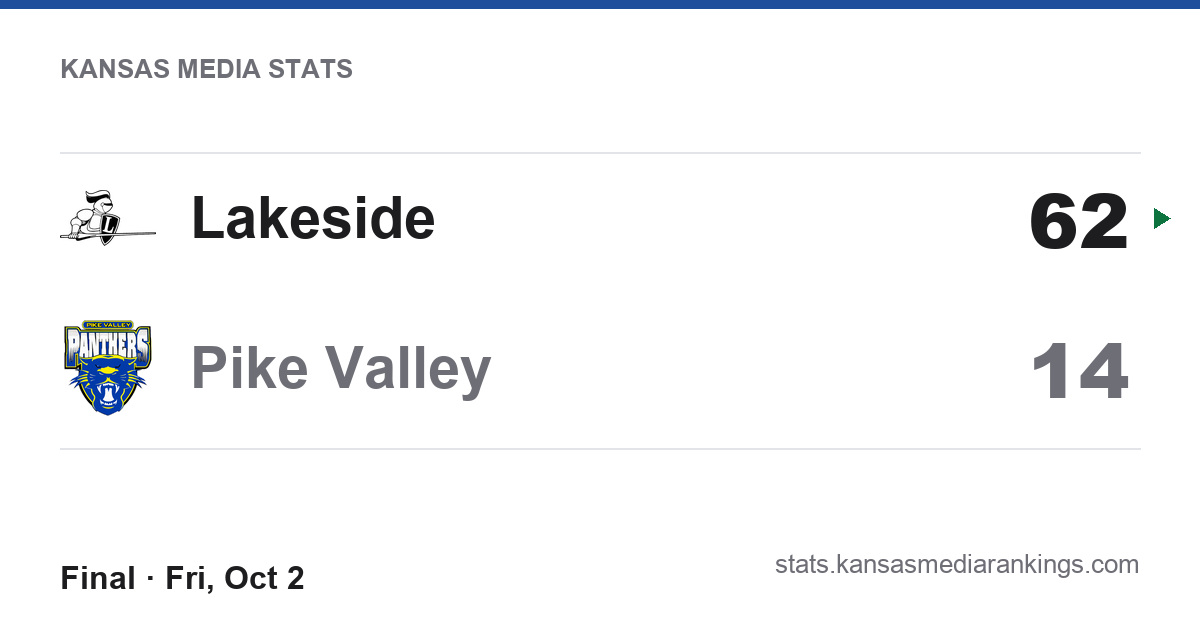 KANSAS MEDIA STATS
L
Lakeside
62
PIKE VALLEY
PANTHERS
Pike Valley
14
Final · Fri, Oct 2
stats.kansasmediarankings.com